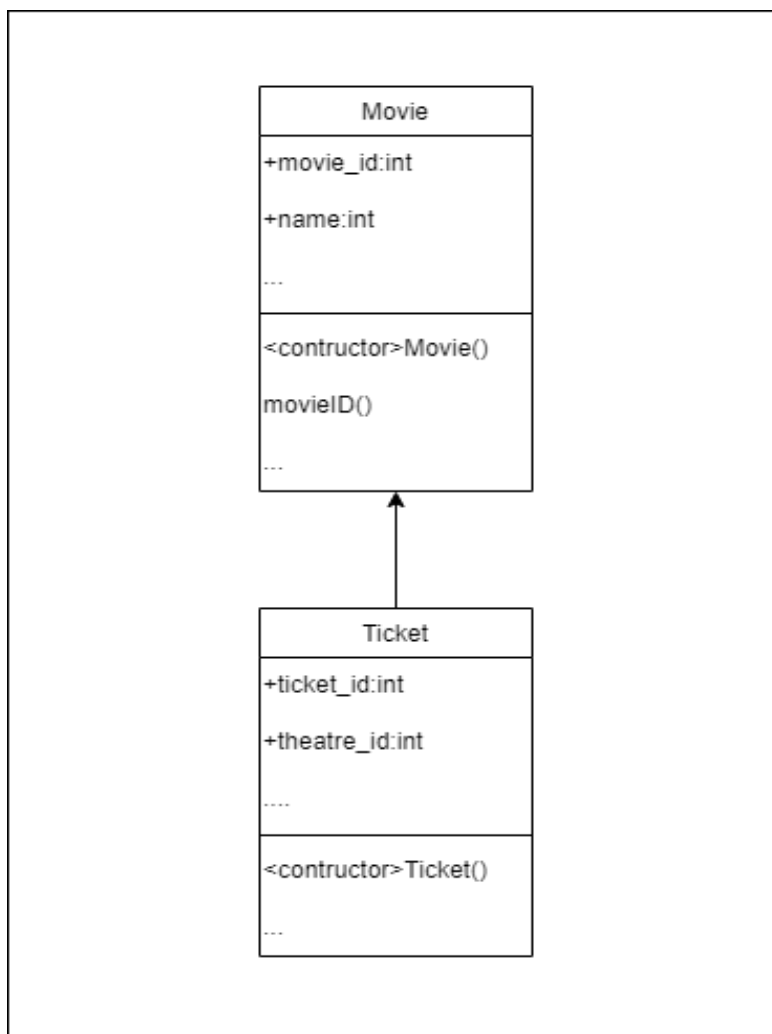 Movie
+movie_id:int
+name:int
...
<contructor>Movie()
movieID()
...
Ticket
+ticket_id:int
+theatre_id:int
....
<contructor>Ticket()
...